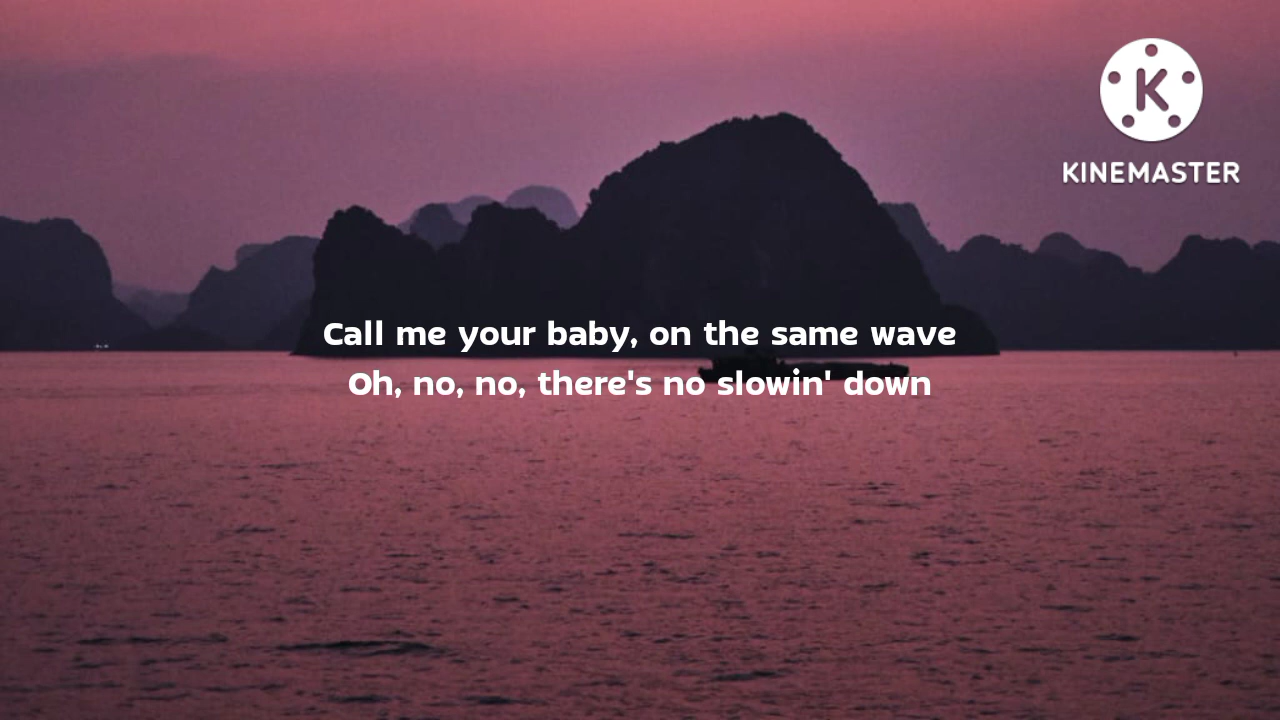 K
KINEMASTER
Call me your baby, on the same wave
Oh, no, no, there's no slowin' down